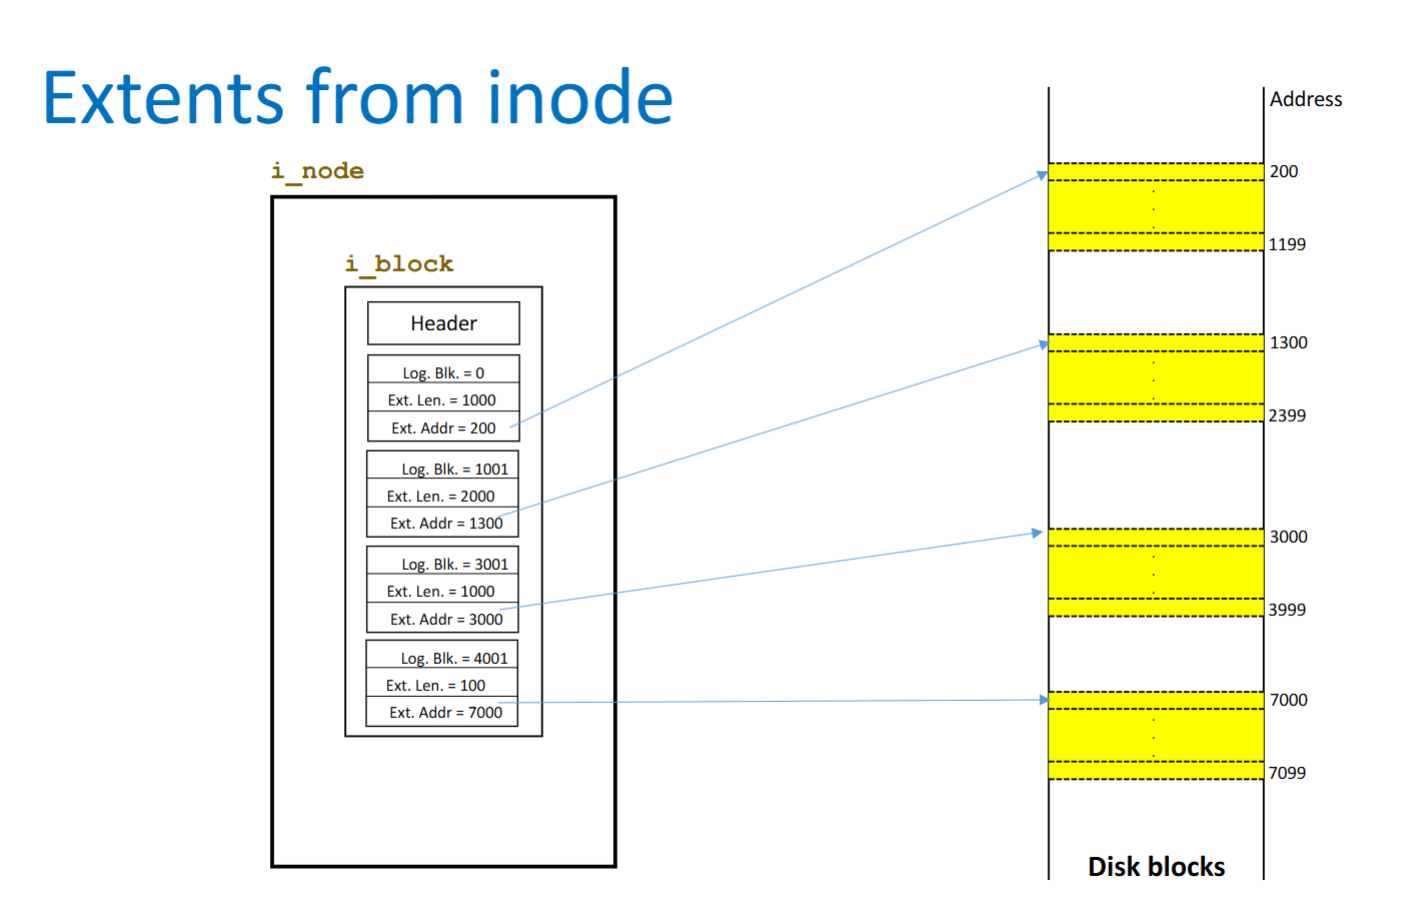 Extents from inode
i_node
i_block
Header
Log. Blk. = 0
Ext. Len. = 1000
Ext. Addr = 200
Log. Blk. = 1001
Ext. Len. = 2000
Ext. Addr = 1300
Log. Blk. = 3001
Ext. Len. = 1000
Ext. Addr = 3000
Log. Blk. = 4001
Ext. Len. = 100
Ext. Addr = 7000
Address
200
1199
1300
2399
3000
3999
7000
7099
Disk blocks